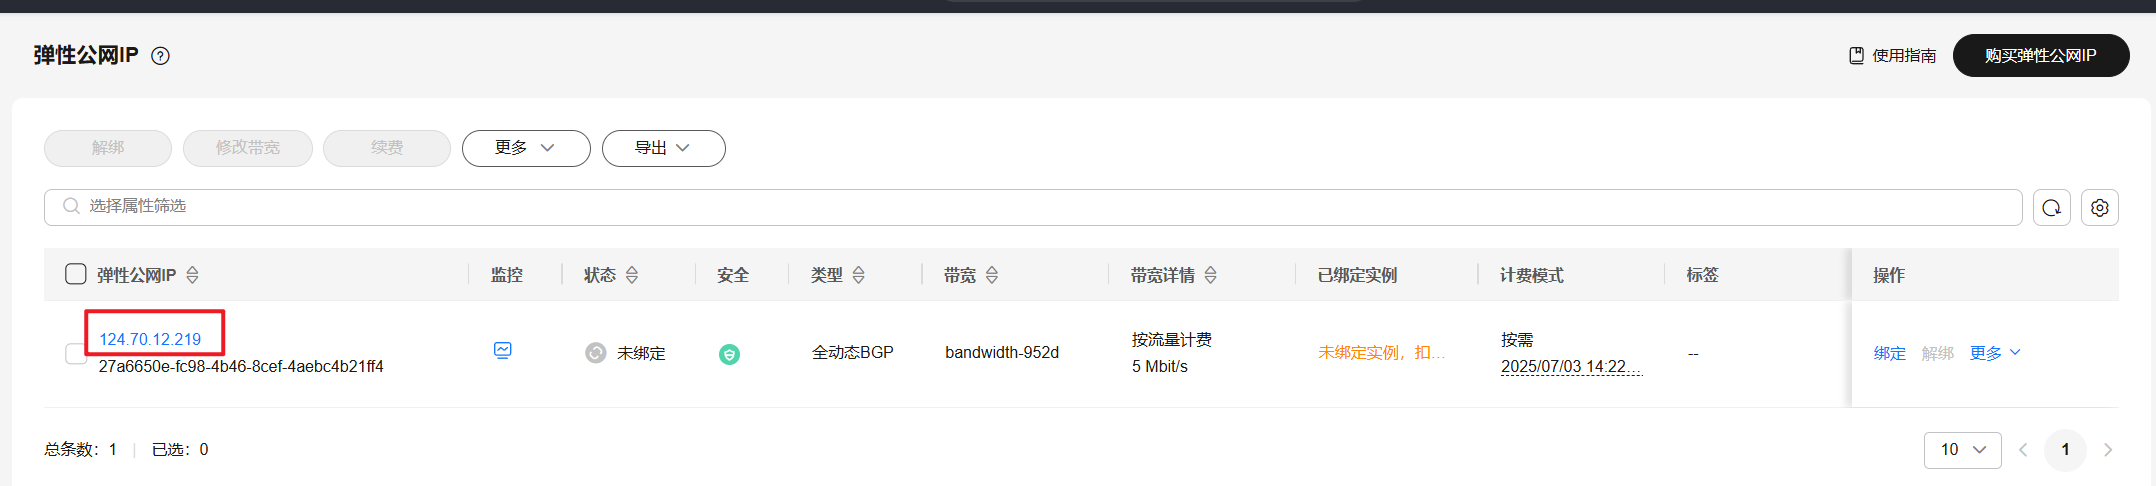 弹性公网IP
使用指南
购买弹性公网IP
解绑 修改带宽 续费 更多 导出
选择属性筛选
弹性公网IP 监控 状态 安全 类型 带宽 带宽详情 已绑定实例 计费模式 标签 操作
124.70.12.219
27a6650e-fc98-4b46-8cef-4aebc4b21ff4
未绑定
全动态BGP
bandwidth-952d
按流量计费
5 Mbit/s
未绑定实例，扣...
按需
2025/07/03 14:22...
--
绑定 解绑 更多
总条数：1 已选：0
10 1